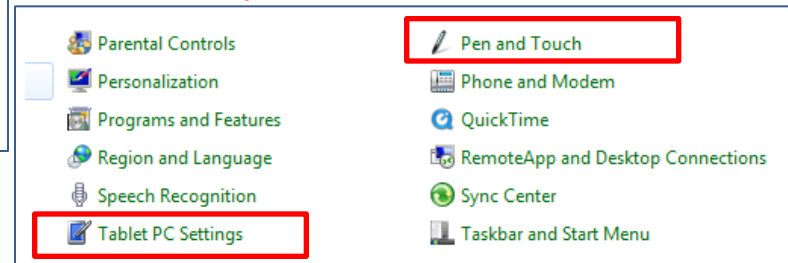 Parental Controls
Pen and Touch
Personalization
Phone and Modem
Programs and Features
QuickTime
Region and Language
RemoteApp and Desktop Connections
Speech Recognition
Sync Center
Tablet PC Settings
Taskbar and Start Menu